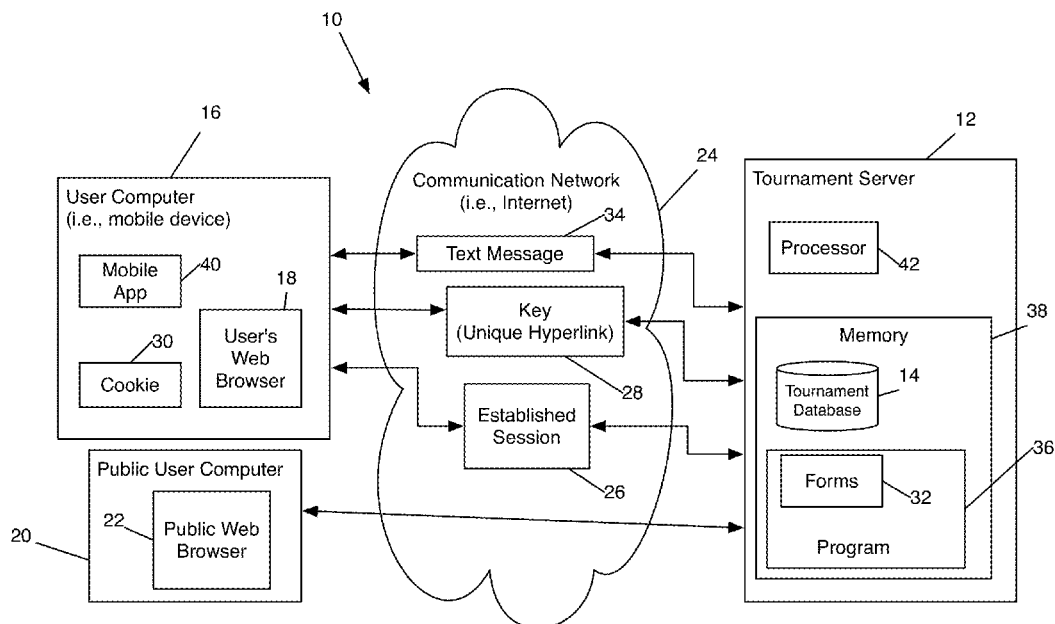 10
16
User Computer
(i.e., mobile device)
Mobile
App
40
18
30
Cookie
User's
Web
Browser
Public User Computer
20
22
Public Web
Browser
Communication Network
(i.e., Internet)
24
34
Text Message
Key
(Unique Hyperlink)
28
Established
Session
26
12
Tournament Server
Processor
42
38
Memory
Tournament
Database
14
36
Forms
32
Program